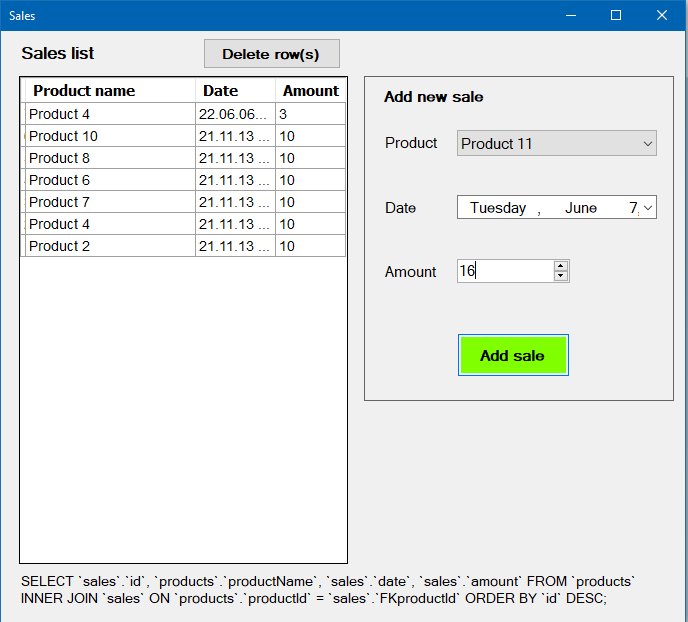 Sales
Sales list
Delete row(s)
Product name Date Amount
Product 4 22.06.06... 3
Product 10 21.11.13 ... 10
Product 8 21.11.13 ... 10
Product 6 21.11.13 ... 10
Product 7 21.11.13 ... 10
Product 4 21.11.13 ... 10
Product 2 21.11.13 ... 10
Add new sale
Product Product 11
Date Tuesday , June 7,
Amount 16
Add sale
SELECT `sales`.`id`, `products`.`productName`, `sales`.`date`, `sales`.`amount` FROM `products`
INNER JOIN `sales` ON `products`.`productId` = `sales`.`FKproductId` ORDER BY `id` DESC;